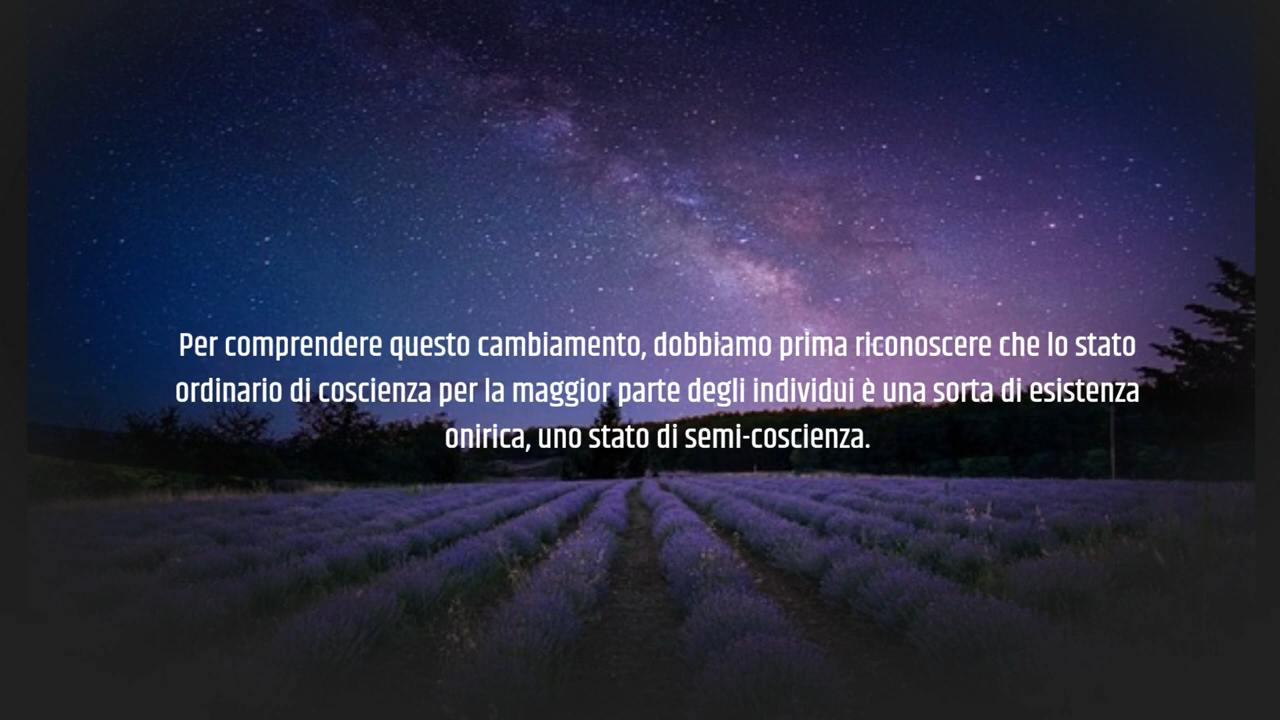 Per comprendere questo cambiamento, dobbiamo prima riconoscere che lo stato
ordinario di coscienza per la maggior parte degli individui è una sorta di esistenza
onirica, uno stato di semi-coscienza.